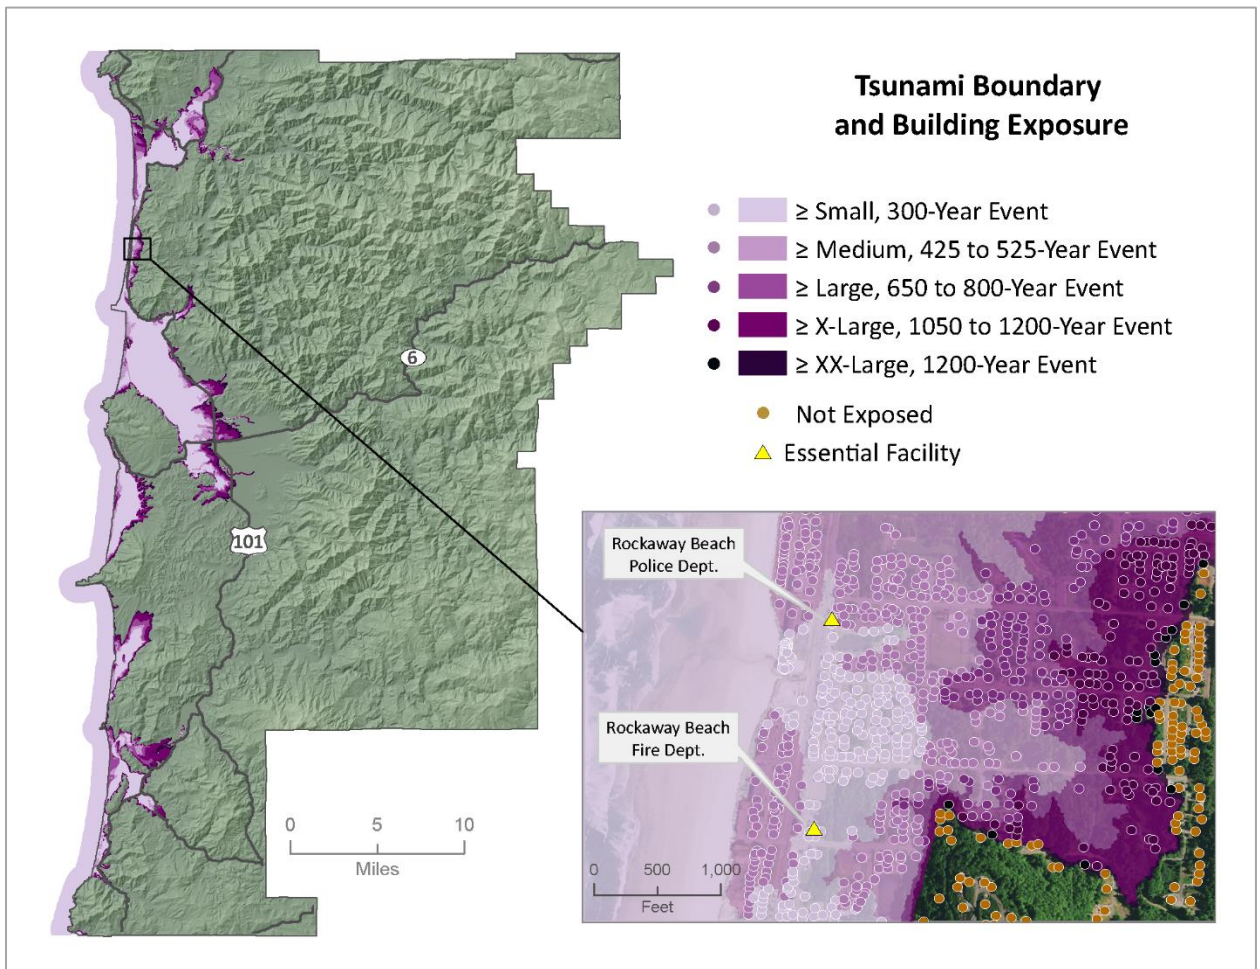 Tsunami Boundary
and Building Exposure
≥ Small, 300-Year Event
≥ Medium, 425 to 525-Year Event
≥ Large, 650 to 800-Year Event
≥ X-Large, 1050 to 1200-Year Event
≥ XX-Large, 1200-Year Event
Not Exposed
Essential Facility
6
101
0 5 10
Miles
Rockaway Beach
Police Dept.
Rockaway Beach
Fire Dept.
0 500 1,000
Feet